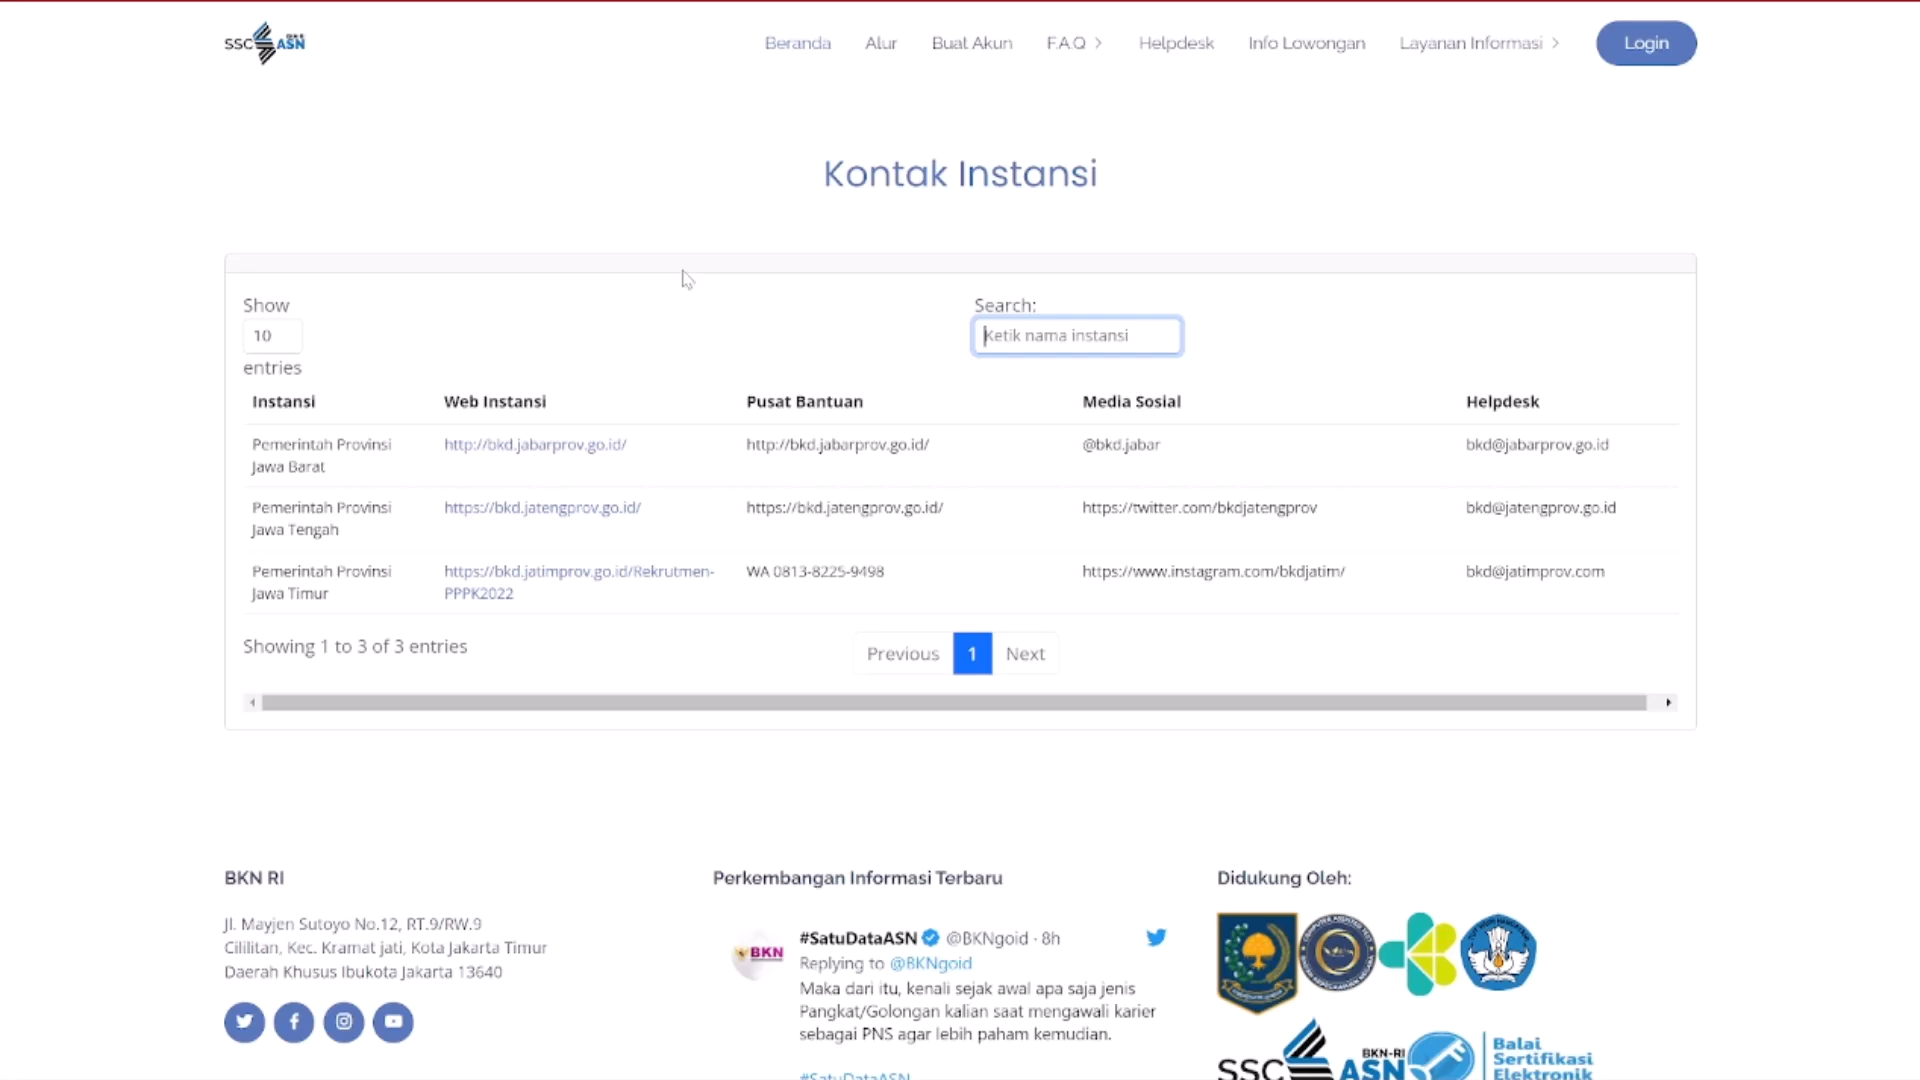 SSC ASN BKN
Beranda Alur Buat Akun F.A.Q Helpdesk Info Lowongan Layanan Informasi Login
Kontak Instansi
Show
10
entries
Search:
Ketik nama instansi
Instansi Web Instansi Pusat Bantuan Media Sosial Helpdesk
Pemerintah Provinsi Jawa Barat http://bkd.jabarprov.go.id/ http://bkd.jabarprov.go.id/ @bkd.jabar bkd@jabarprov.go.id
Pemerintah Provinsi Jawa Tengah https://bkd.jatengprov.go.id/ https://bkd.jatengprov.go.id/ https://twitter.com/bkdjatengprov bkd@jatengprov.go.id
Pemerintah Provinsi Jawa Timur https://bkd.jatimprov.go.id/Rekrutmen-PPPK2022 WA 0813-8225-9498 https://www.instagram.com/bkdjatim/ bkd@jatimprov.com
Showing 1 to 3 of 3 entries
Previous 1 Next
BKN RI
Jl. Mayjen Sutoyo No.12, RT.9/RW.9
Cililitan, Kec. Kramat jati, Kota Jakarta Timur
Daerah Khusus Ibukota Jakarta 13640
Perkembangan Informasi Terbaru
BKN
#SatuDataASN @BKNgoid · 8h
Replying to @BKNgoid
Maka dari itu, kenali sejak awal apa saja jenis
Pangkat/Golongan kalian saat mengawali karier
sebagai PNS agar lebih paham kemudian.
#SatuDataASN
Didukung Oleh:
SSC ASN BKN-RI
Balai
Sertifikasi
Elektronik